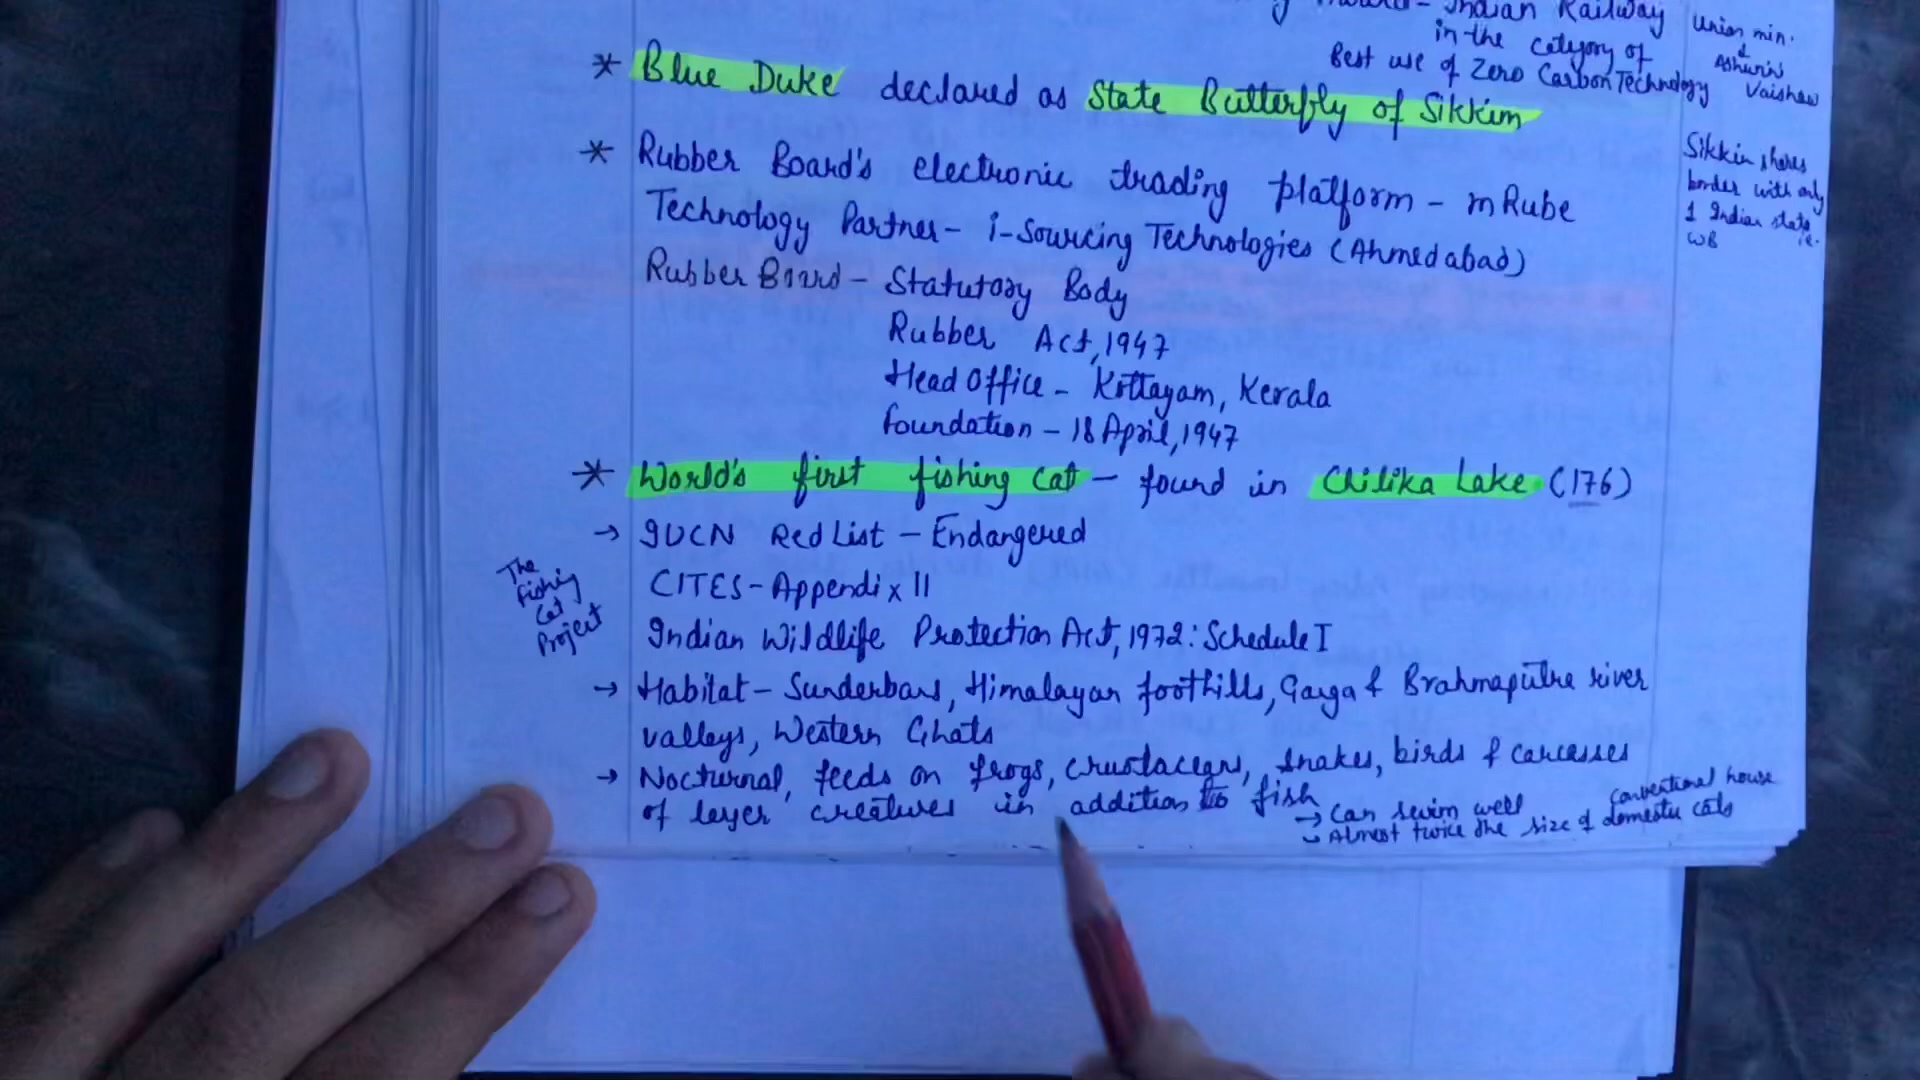 Indian Railway
in the category of
Best use of Zero Carbon Technology
Union min.
Ashwini
Vaishaw
* Blue Duke declared as State Butterfly of Sikkim
Sikkim shares
border with only
1 Indian state
i.e.
WB
* Rubber Board's electronic trading platform - mRube
Technology Partner - i-Sourcing Technologies (Ahmedabad)
Rubber Board - Statutory Body
Rubber Act, 1947
Head Office - Kottayam, Kerala
foundation - 18 April, 1947
* World's first fishing cat - found in Chilika Lake (176)
→ IUCN Red List - Endangered
The
Fishing
Cat
Project
CITES - Appendix II
Indian Wildlife Protection Act, 1972: Schedule I
→ Habitat - Sunderbans, Himalayan foothills, Ganga & Brahmaputra river
valleys, Western Ghats
→ Nocturnal, feeds on frogs, crustaceans, snakes, birds & carcasses
of layer creatures in addition to fish
→ Can swim well
→ Almost twice the size of conventional house
domestic cats